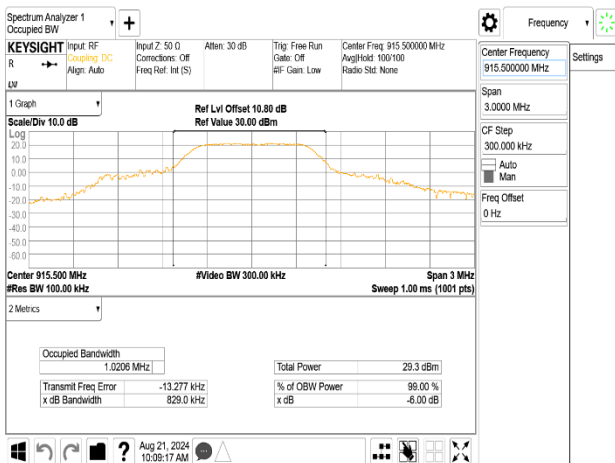 Spectrum Analyzer 1
Occupied BW
Frequency
KEYSIGHT
R
Input: RF
Coupling: DC
Align: Auto
Input Z: 50 Ω
Corrections: Off
Freq Ref: Int (S)
Atten: 30 dB
Trig: Free Run
Gate: Off
#IF Gain: Low
Center Freq: 915.500000 MHz
Avg|Hold: 100/100
Radio Std: None
Center Frequency
915.500000 MHz
Settings
Span
3.0000 MHz
CF Step
300.000 kHz
Auto
Man
Freq Offset
0 Hz
1 Graph
Scale/Div 10.0 dB
Ref Lvl Offset 10.80 dB
Ref Value 30.00 dBm
Log
20.0
10.0
0.00
-10.0
-20.0
-30.0
-40.0
-50.0
-60.0
Center 915.500 MHz
#Video BW 300.00 kHz
Span 3 MHz
#Res BW 100.00 kHz
Sweep 1.00 ms (1001 pts)
2 Metrics
Occupied Bandwidth
1.0206 MHz
Total Power 29.3 dBm
Transmit Freq Error -13.277 kHz
% of OBW Power 99.00 %
x dB Bandwidth 829.0 kHz
x dB -6.00 dB
?
Aug 21, 2024
10:09:17 AM